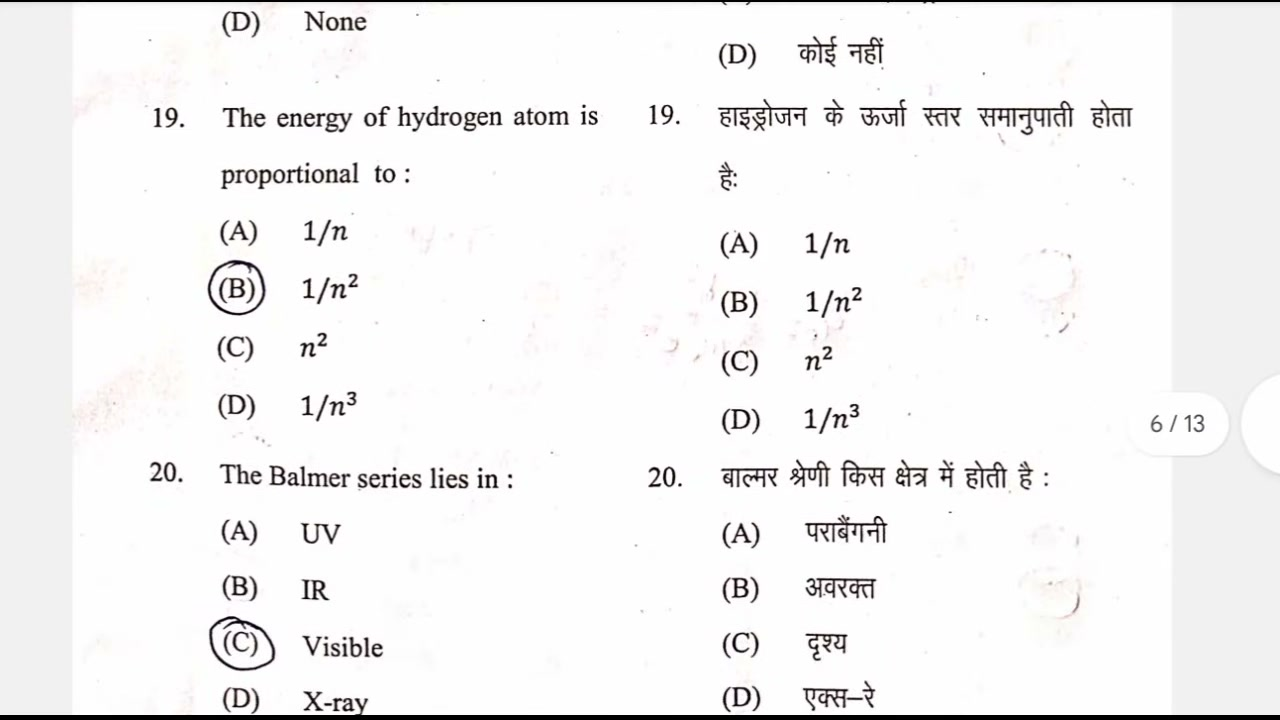 (D) None
19. The energy of hydrogen atom is
proportional to :
(A) 1/n
(B) 1/n²
(C) n²
(D) 1/n³
20. The Balmer series lies in :
(A) UV
(B) IR
(C) Visible
(D) X-ray
(D) कोई नहीं
19. हाइड्रोजन के ऊर्जा स्तर समानुपाती होता
है:
(A) 1/n
(B) 1/n²
(C) n²
(D) 1/n³
20. बाल्मर श्रेणी किस क्षेत्र में होती है :
(A) पराबैंगनी
(B) अवरक्त
(C) दृश्य
(D) एक्स–रे
6 / 13